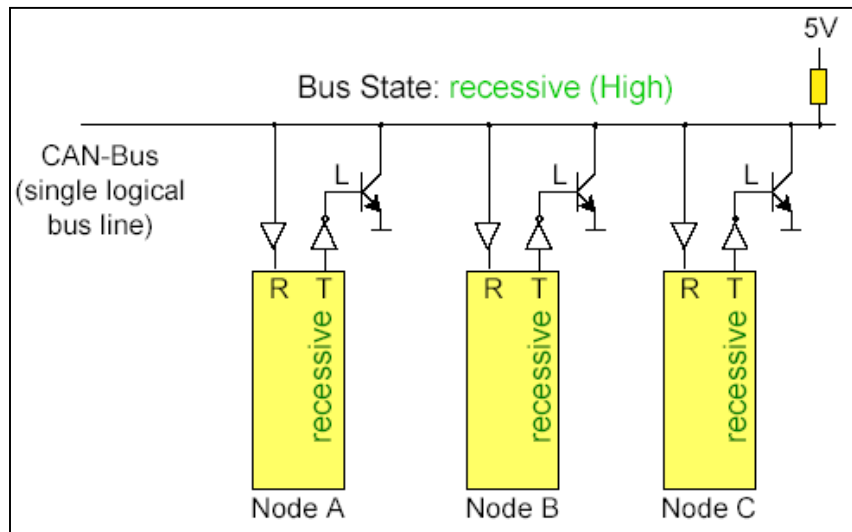 5V
Bus State: recessive (High)
CAN-Bus
(single logical
bus line)
L
L
L
R T
R T
R T
recessive
recessive
recessive
Node A
Node B
Node C